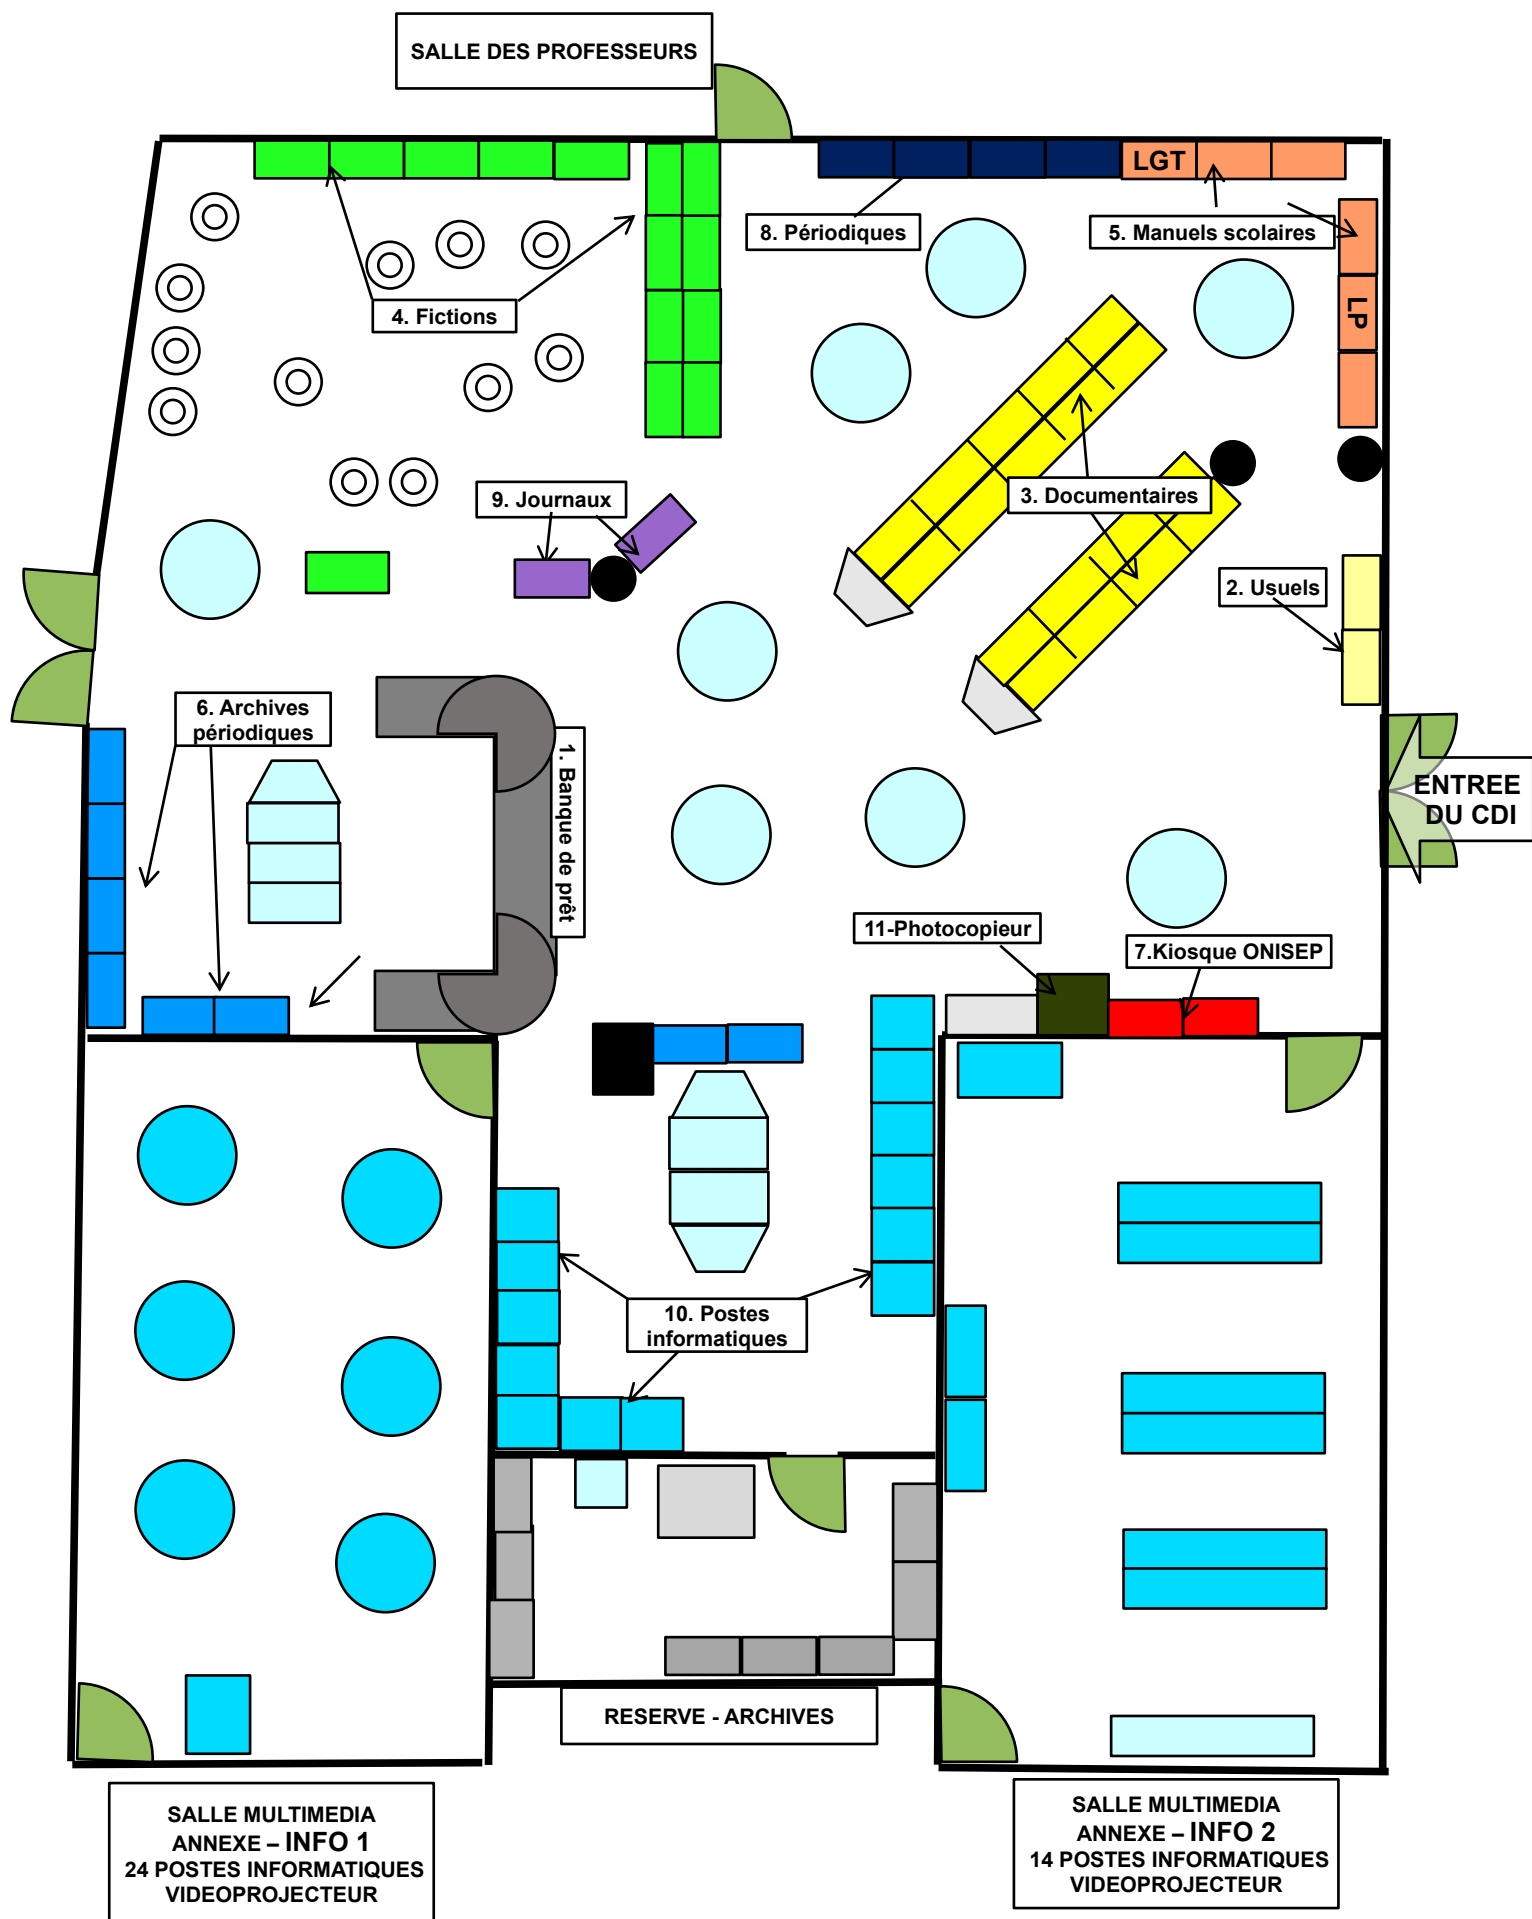 SALLE DES PROFESSEURS
LGT
8. Périodiques
5. Manuels scolaires
LP
4. Fictions
9. Journaux
3. Documentaires
2. Usuels
6. Archives
périodiques
1. Banque de prêt
ENTREE
DU CDI
11-Photocopieur
7.Kiosque ONISEP
10. Postes
informatiques
RESERVE - ARCHIVES
SALLE MULTIMEDIA
ANNEXE – INFO 1
24 POSTES INFORMATIQUES
VIDEOPROJECTEUR
SALLE MULTIMEDIA
ANNEXE – INFO 2
14 POSTES INFORMATIQUES
VIDEOPROJECTEUR